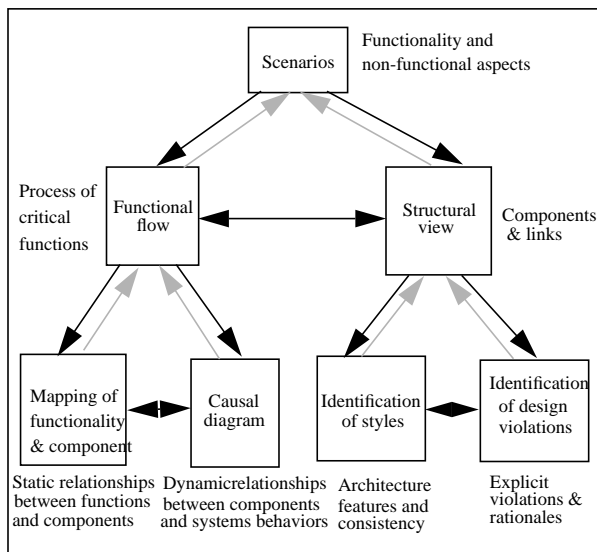 Scenarios
Functionality and
non-functional aspects
Process of
critical
functions
Functional
flow
Structural
view
Components
& links
Mapping of
functionality
& component
Causal
diagram
Identification
of styles
Identification
of design
violations
Static relationships
between functions
and components
Dynamicrelationships
between components
and systems behaviors
Architecture
features and
consistency
Explicit
violations &
rationales